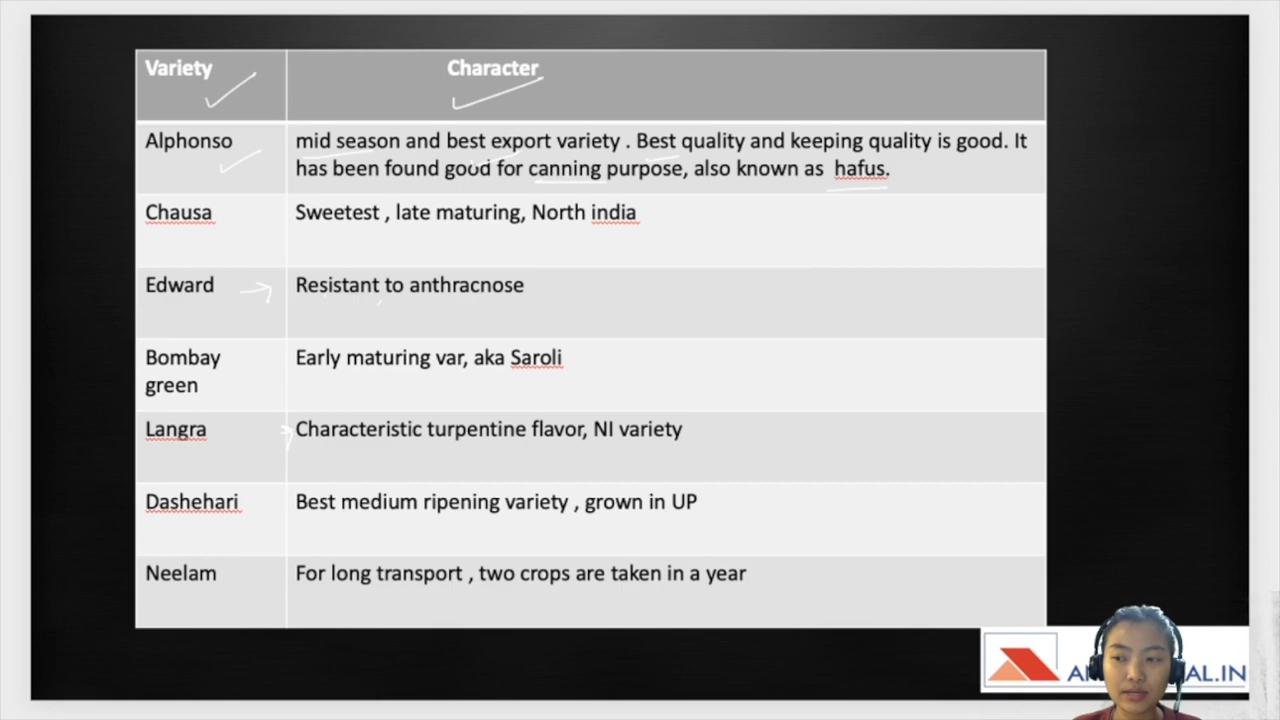 Variety Character
Alphonso mid season and best export variety . Best quality and keeping quality is good. It
has been found good for canning purpose, also known as hafus.
Chausa Sweetest , late maturing, North india
Edward Resistant to anthracnose
Bombay Early maturing var, aka Saroli
green
Langra Characteristic turpentine flavor, NI variety
Dashehari Best medium ripening variety , grown in UP
Neelam For long transport , two crops are taken in a year
AL.IN